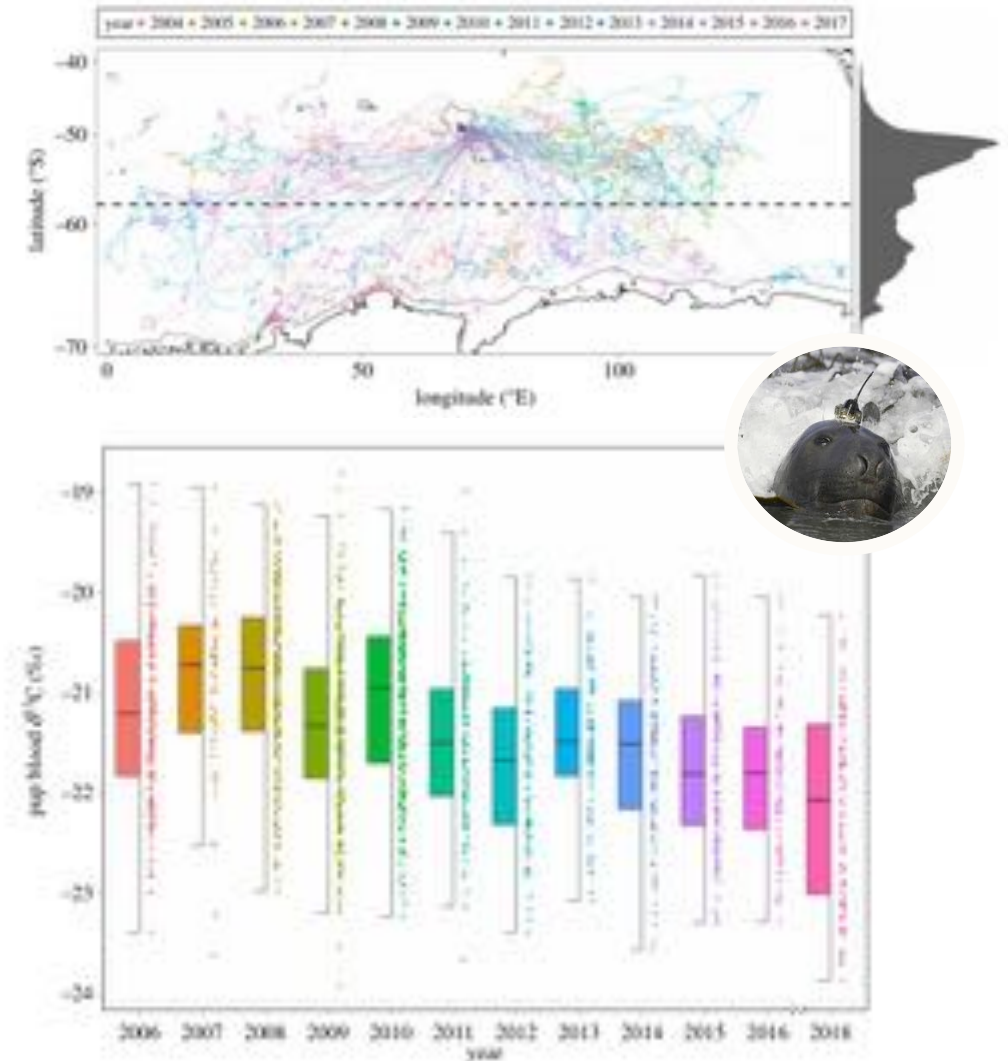 year • 2004 • 2005 • 2006 • 2007 • 2008 • 2009 • 2010 • 2011 • 2012 • 2013 • 2014 • 2015 • 2016 • 2017
–40
–50
–60
–70
latitude (°S)
0 50 100
longitude (°E)
–19
–20
–21
–22
–23
–24
pup blood δ¹³C (‰)
2006 2007 2008 2009 2010 2011 2012 2013 2014 2015 2016 2018
year